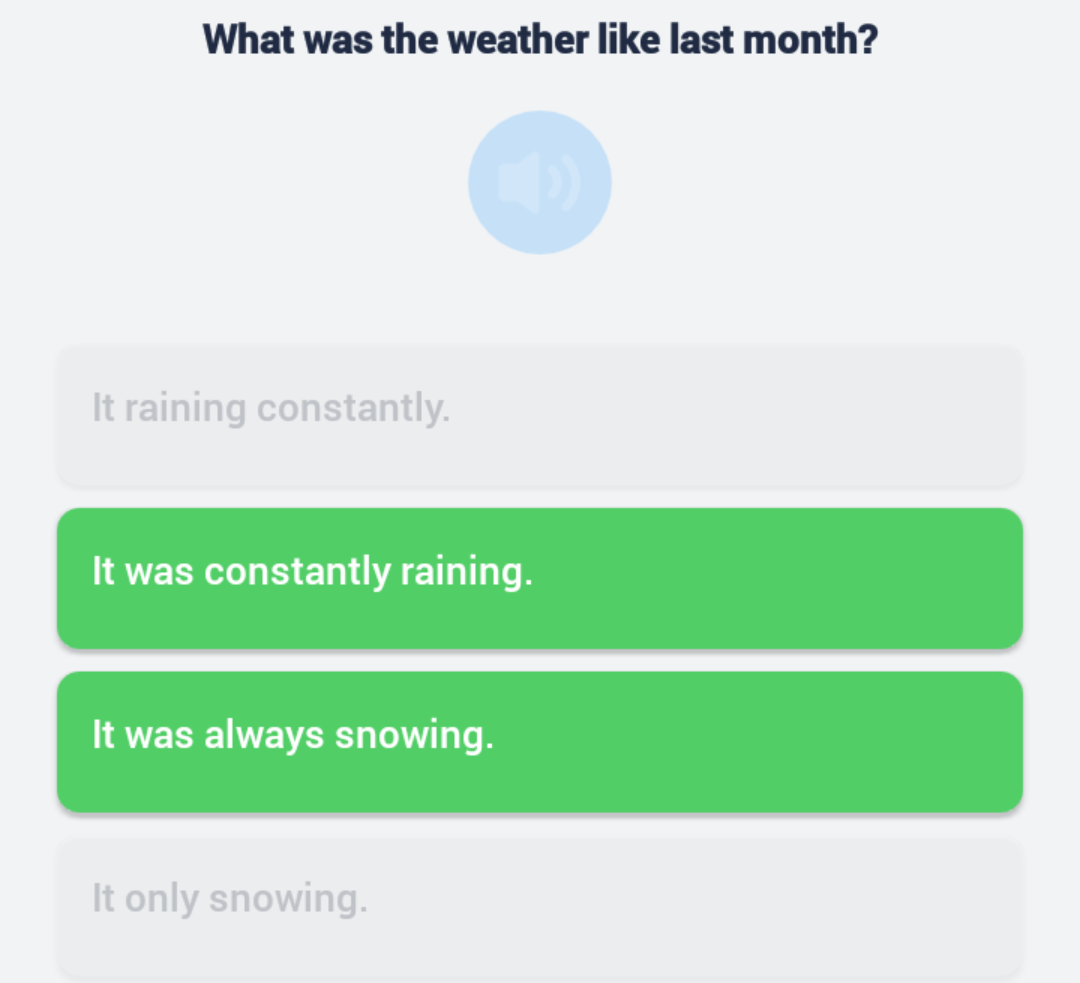 What was the weather like last month?
It raining constantly.
It was constantly raining.
It was always snowing.
It only snowing.